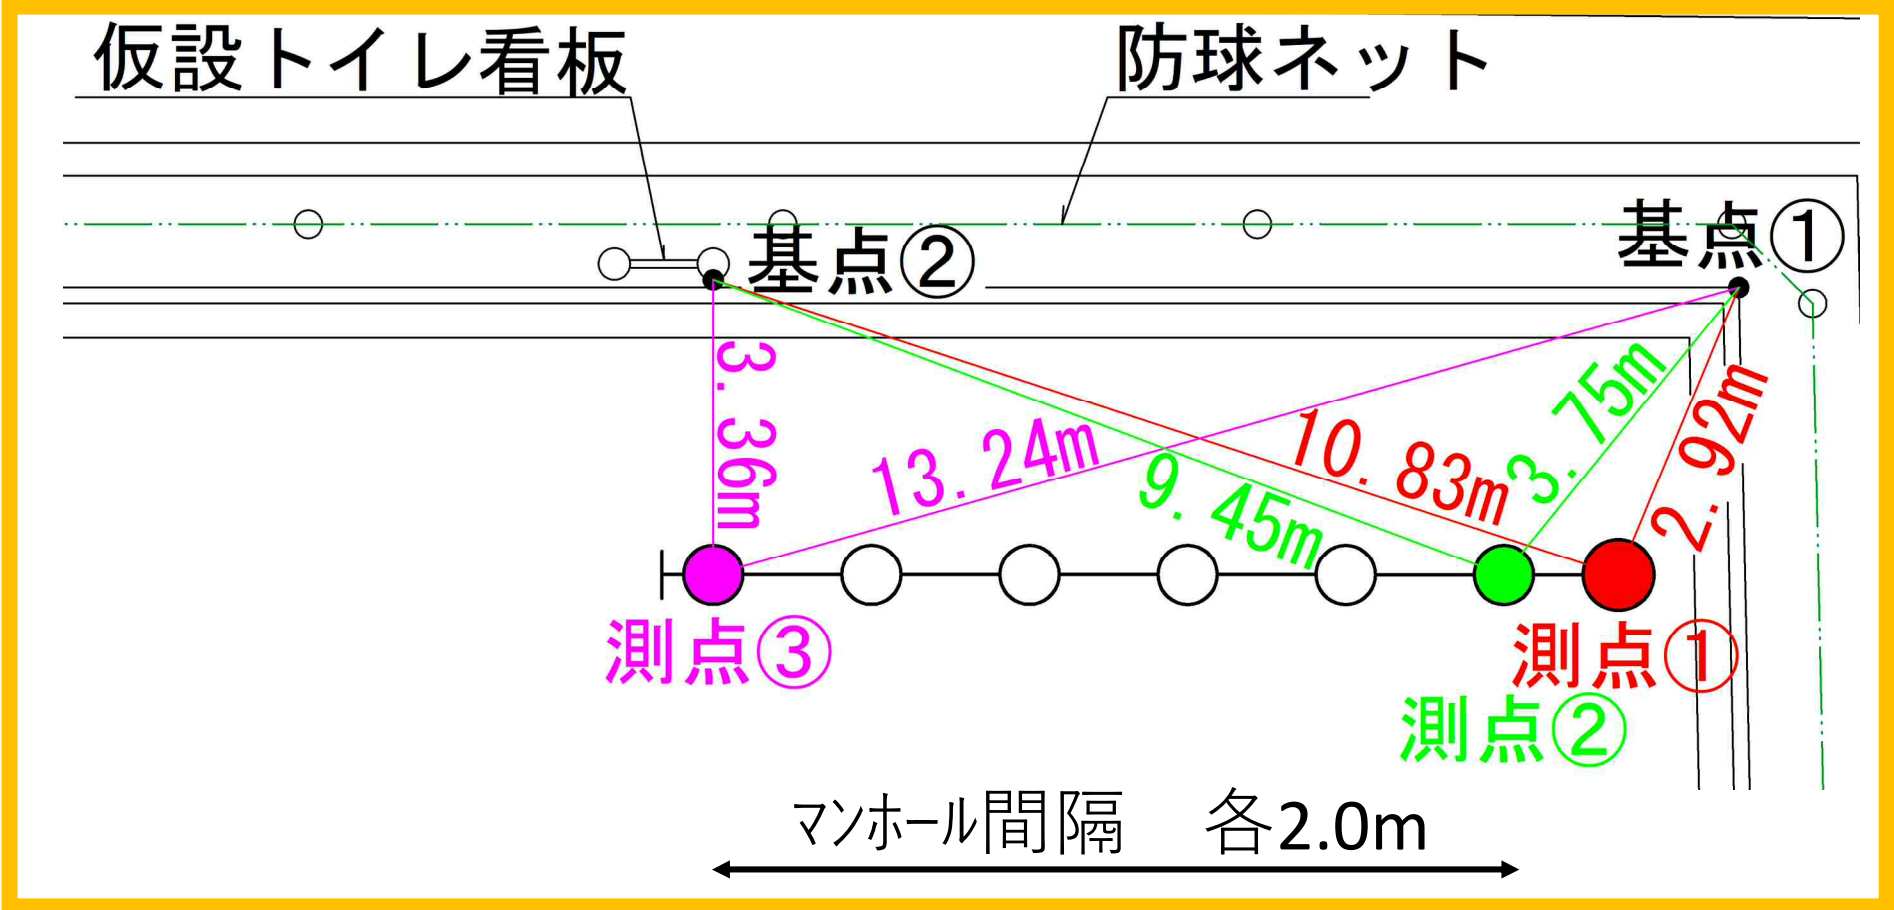 仮設トイレ看板
防球ネット
基点②
基点①
3.36m
13.24m
9.45m
10.83m
3.75m
2.92m
測点③
測点①
測点②
マンホール間隔　各2.0m